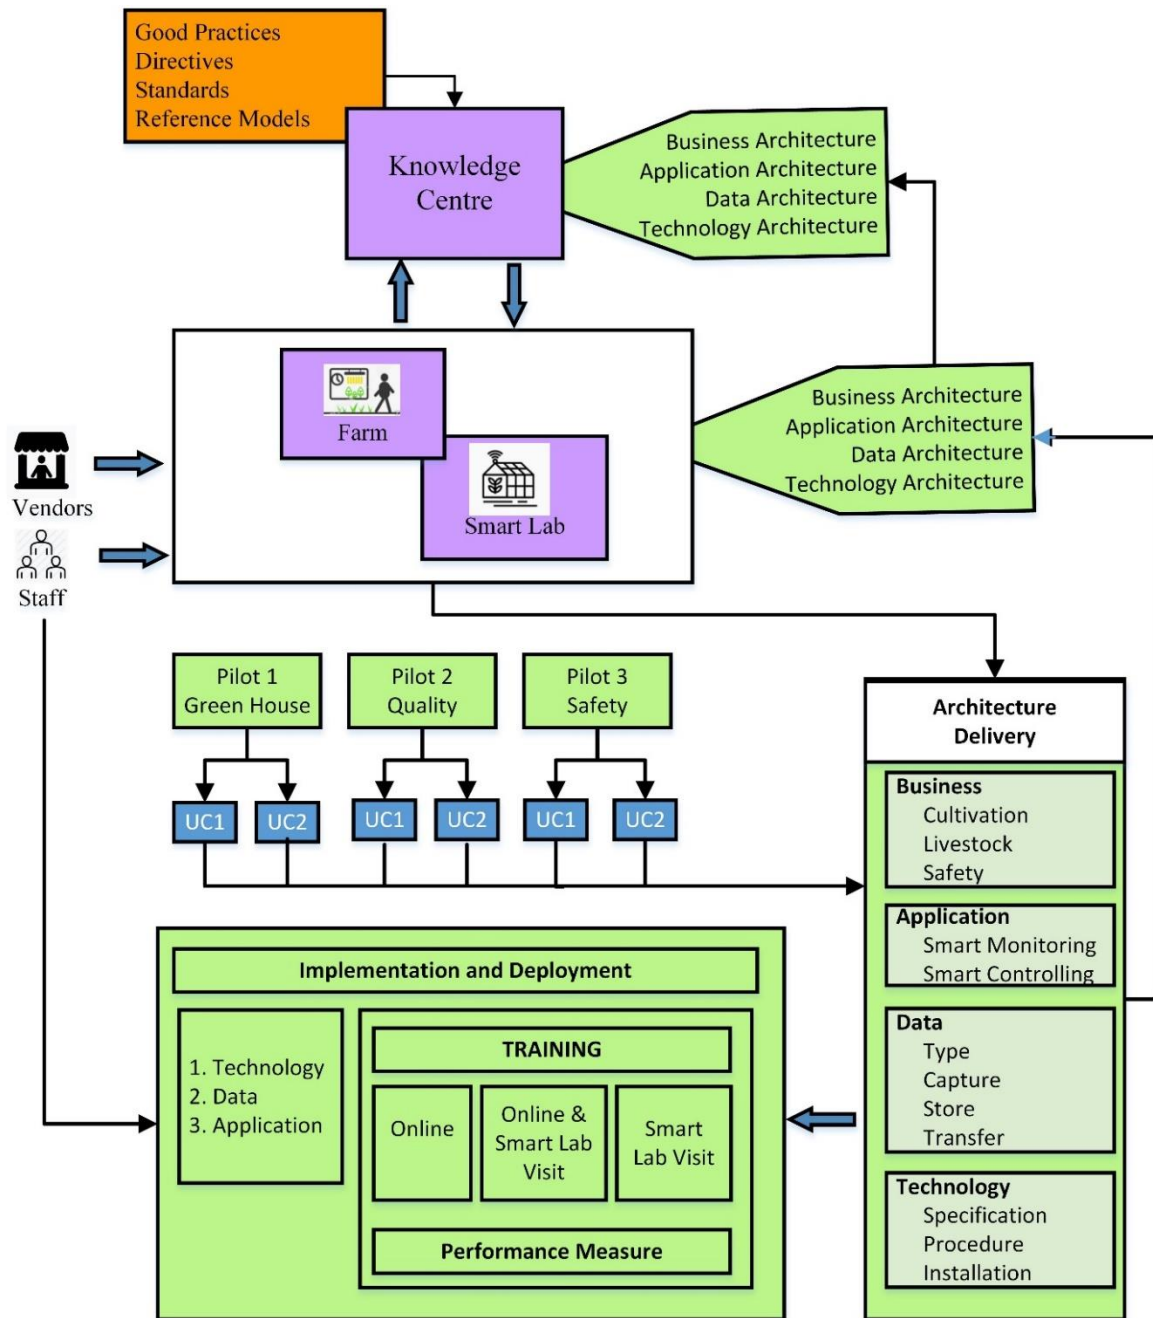 Good Practices
Directives
Standards
Reference Models
Knowledge
Centre
Business Architecture
Application Architecture
Data Architecture
Technology Architecture
Farm
Smart Lab
Business Architecture
Application Architecture
Data Architecture
Technology Architecture
Vendors
Staff
Pilot 1
Green House
Pilot 2
Quality
Pilot 3
Safety
UC1
UC2
UC1
UC2
UC1
UC2
Architecture
Delivery
Business
Cultivation
Livestock
Safety
Application
Smart Monitoring
Smart Controlling
Data
Type
Capture
Store
Transfer
Technology
Specification
Procedure
Installation
Implementation and Deployment
1. Technology
2. Data
3. Application
TRAINING
Online
Online &
Smart Lab
Visit
Smart
Lab Visit
Performance Measure